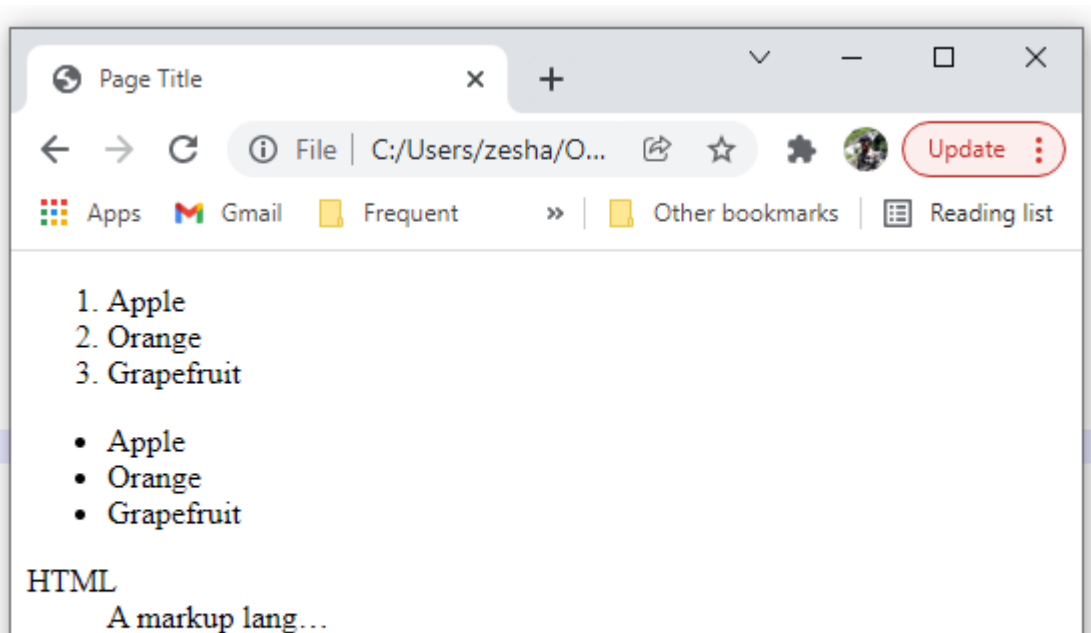 Page Title
File C:/Users/zesha/O...
Update
Apps Gmail Frequent » Other bookmarks Reading list
1. Apple
2. Orange
3. Grapefruit
• Apple
• Orange
• Grapefruit
HTML
A markup lang…